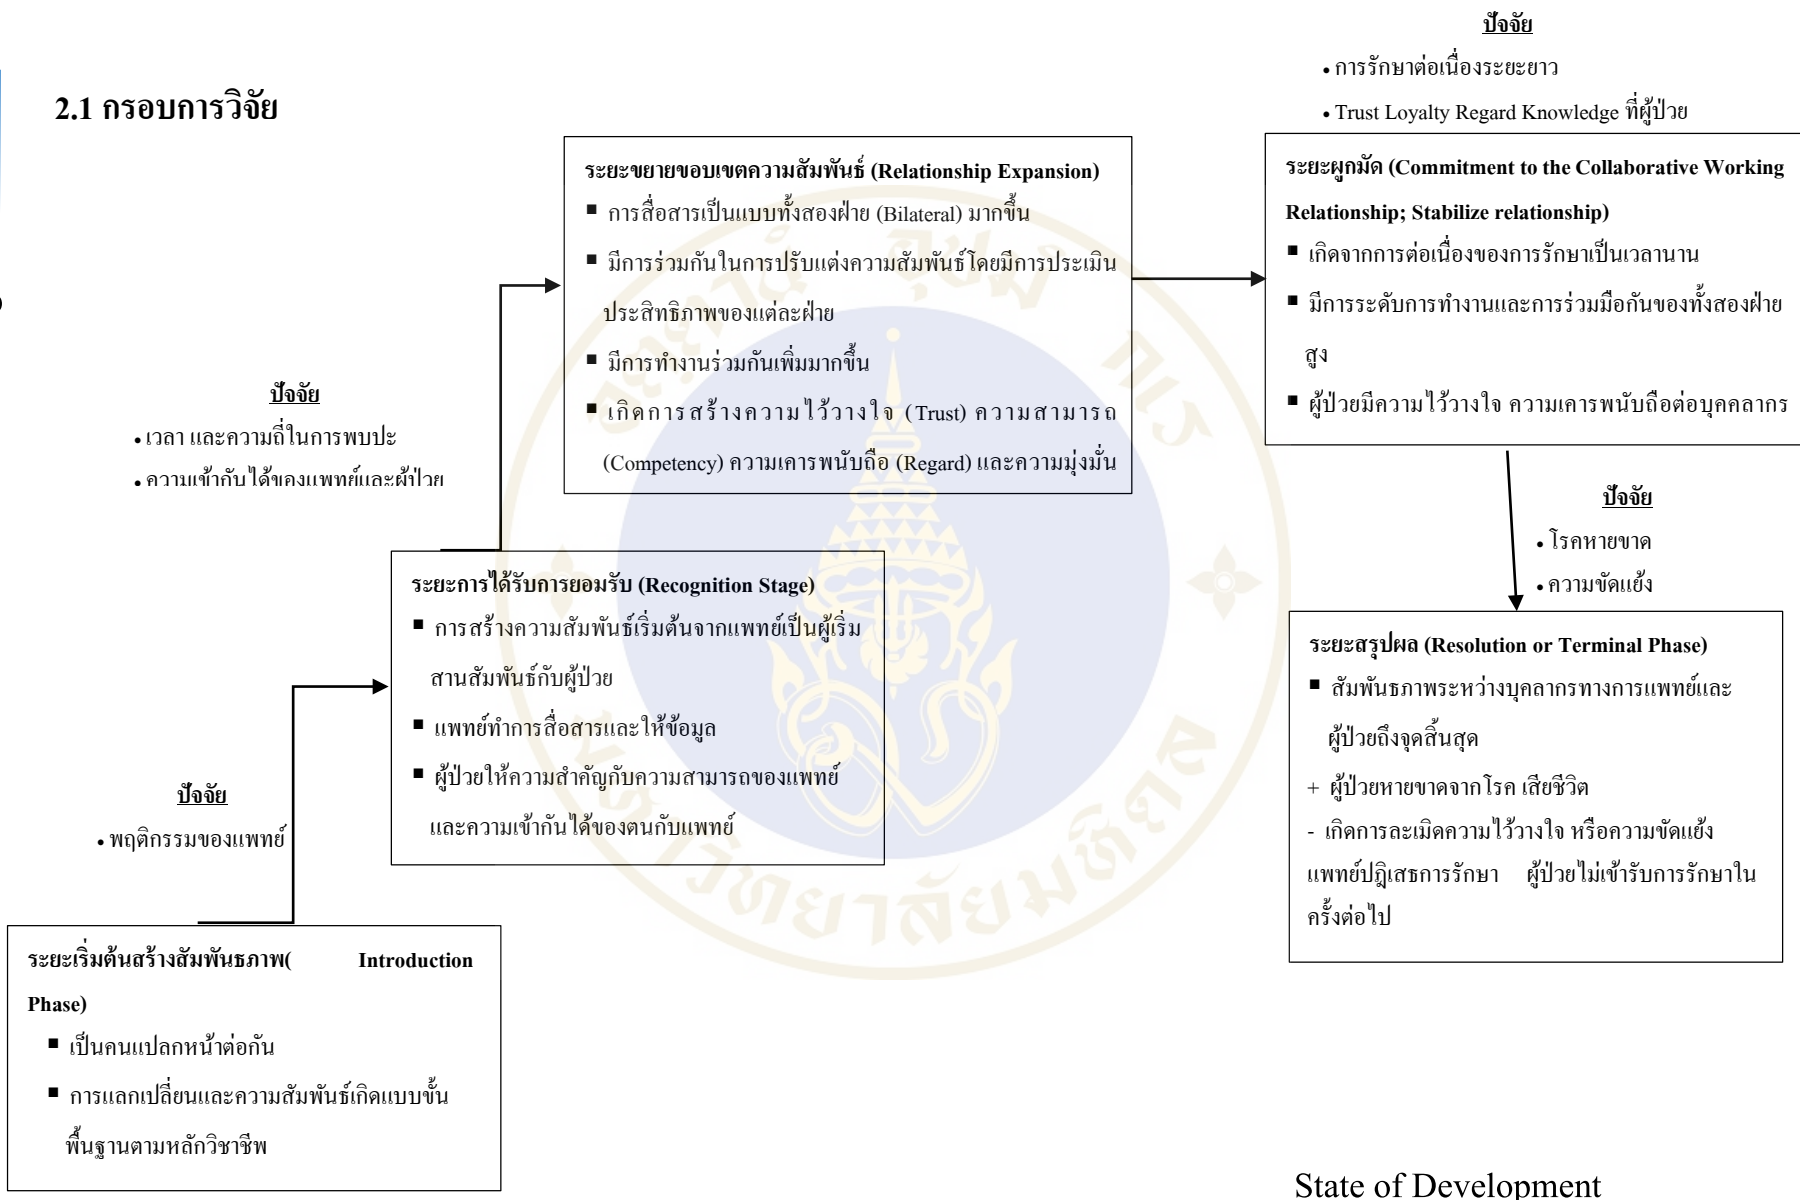 2.1 กรอบการวิจัย
ปัจจัย
• การรักษาต่อเนื่องระยะยาว
• Trust Loyalty Regard Knowledge ที่ผู้ป่วย
ระยะขยายขอบเขตความสัมพันธ์ (Relationship Expansion)
■ การสื่อสารเป็นแบบทั้งสองฝ่าย (Bilateral) มากขึ้น
■ มีการร่วมกันในการปรับแต่งความสัมพันธ์โดยมีการประเมิน
ประสิทธิภาพของแต่ละฝ่าย
■ มีการทำงานร่วมกันเพิ่มมากขึ้น
■ เกิดการสร้างความไว้วางใจ (Trust) ความสามารถ
(Competency) ความเคารพนับถือ (Regard) และความมุ่งมั่น
ระยะผูกมัด (Commitment to the Collaborative Working
Relationship; Stabilize relationship)
■ เกิดจากการต่อเนื่องของการรักษาเป็นเวลานาน
■ มีการระดับการทำงานและการร่วมมือกันของทั้งสองฝ่าย
สูง
■ ผู้ป่วยมีความไว้วางใจ ความเคารพนับถือต่อบุคคลากร
ปัจจัย
• เวลา และความถี่ในการพบปะ
• ความเข้ากันได้ของแพทย์และผู้ป่วย
ปัจจัย
• โรคหายขาด
• ความขัดแย้ง
ระยะการได้รับการยอมรับ (Recognition Stage)
■ การสร้างความสัมพันธ์เริ่มต้นจากแพทย์เป็นผู้เริ่ม
สานสัมพันธ์กับผู้ป่วย
■ แพทย์ทำการสื่อสารและให้ข้อมูล
■ ผู้ป่วยให้ความสำคัญกับความสามารถของแพทย์
และความเข้ากันได้ของตนกับแพทย์
ระยะสรุปผล (Resolution or Terminal Phase)
■ สัมพันธภาพระหว่างบุคลากรทางการแพทย์และ
ผู้ป่วยถึงจุดสิ้นสุด
+ ผู้ป่วยหายขาดจากโรค เสียชีวิต
- เกิดการละเมิดความไว้วางใจ หรือความขัดแย้ง
แพทย์ปฎิเสธการรักษา ผู้ป่วยไม่เข้ารับการรักษาใน
ครั้งต่อไป
ปัจจัย
• พฤติกรรมของแพทย์
ระยะเริ่มต้นสร้างสัมพันธภาพ( Introduction
Phase)
■ เป็นคนแปลกหน้าต่อกัน
■ การแลกเปลี่ยนและความสัมพันธ์เกิดแบบขั้น
พื้นฐานตามหลักวิชาชีพ
State of Development
มหาวิทยาลัยมหิดล